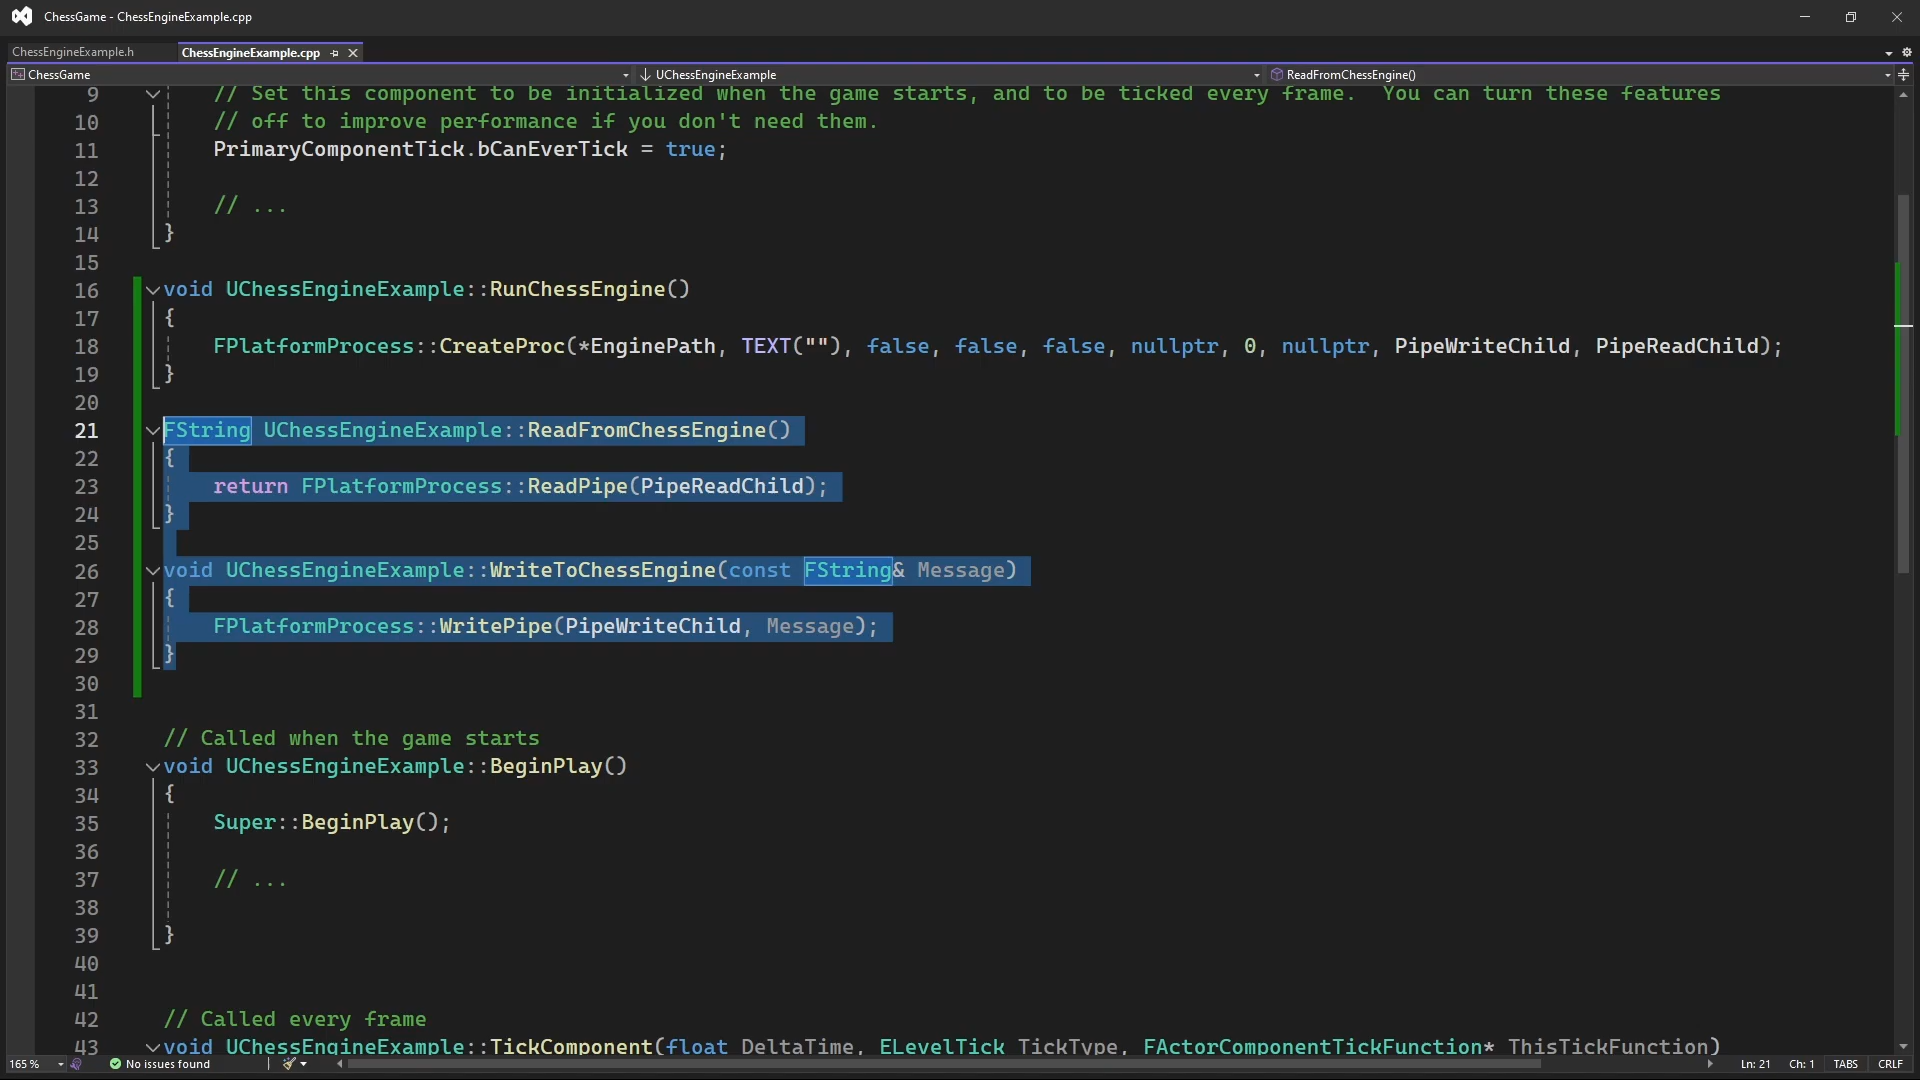 ChessGame - ChessEngineExample.cpp
ChessEngineExample.h
ChessEngineExample.cpp
ChessGame
UChessEngineExample
ReadFromChessEngine()
9 // Set this component to be initialized when the game starts, and to be ticked every frame.  You can turn these features
10 // off to improve performance if you don't need them.
11 PrimaryComponentTick.bCanEverTick = true;
12
13 // ...
14 }
15
16 void UChessEngineExample::RunChessEngine()
17 {
18 FPlatformProcess::CreateProc(*EnginePath, TEXT(""), false, false, false, nullptr, 0, nullptr, PipeWriteChild, PipeReadChild);
19 }
20
21 FString UChessEngineExample::ReadFromChessEngine()
22 {
23 return FPlatformProcess::ReadPipe(PipeReadChild);
24 }
25
26 void UChessEngineExample::WriteToChessEngine(const FString& Message)
27 {
28 FPlatformProcess::WritePipe(PipeWriteChild, Message);
29 }
30
31
32 // Called when the game starts
33 void UChessEngineExample::BeginPlay()
34 {
35 Super::BeginPlay();
36
37 // ...
38
39 }
40
41
42 // Called every frame
43 void UChessEngineExample::TickComponent(float DeltaTime, ELevelTick TickType, FActorComponentTickFunction* ThisTickFunction)
165 %
No issues found
Ln: 21
Ch: 1
TABS
CRLF